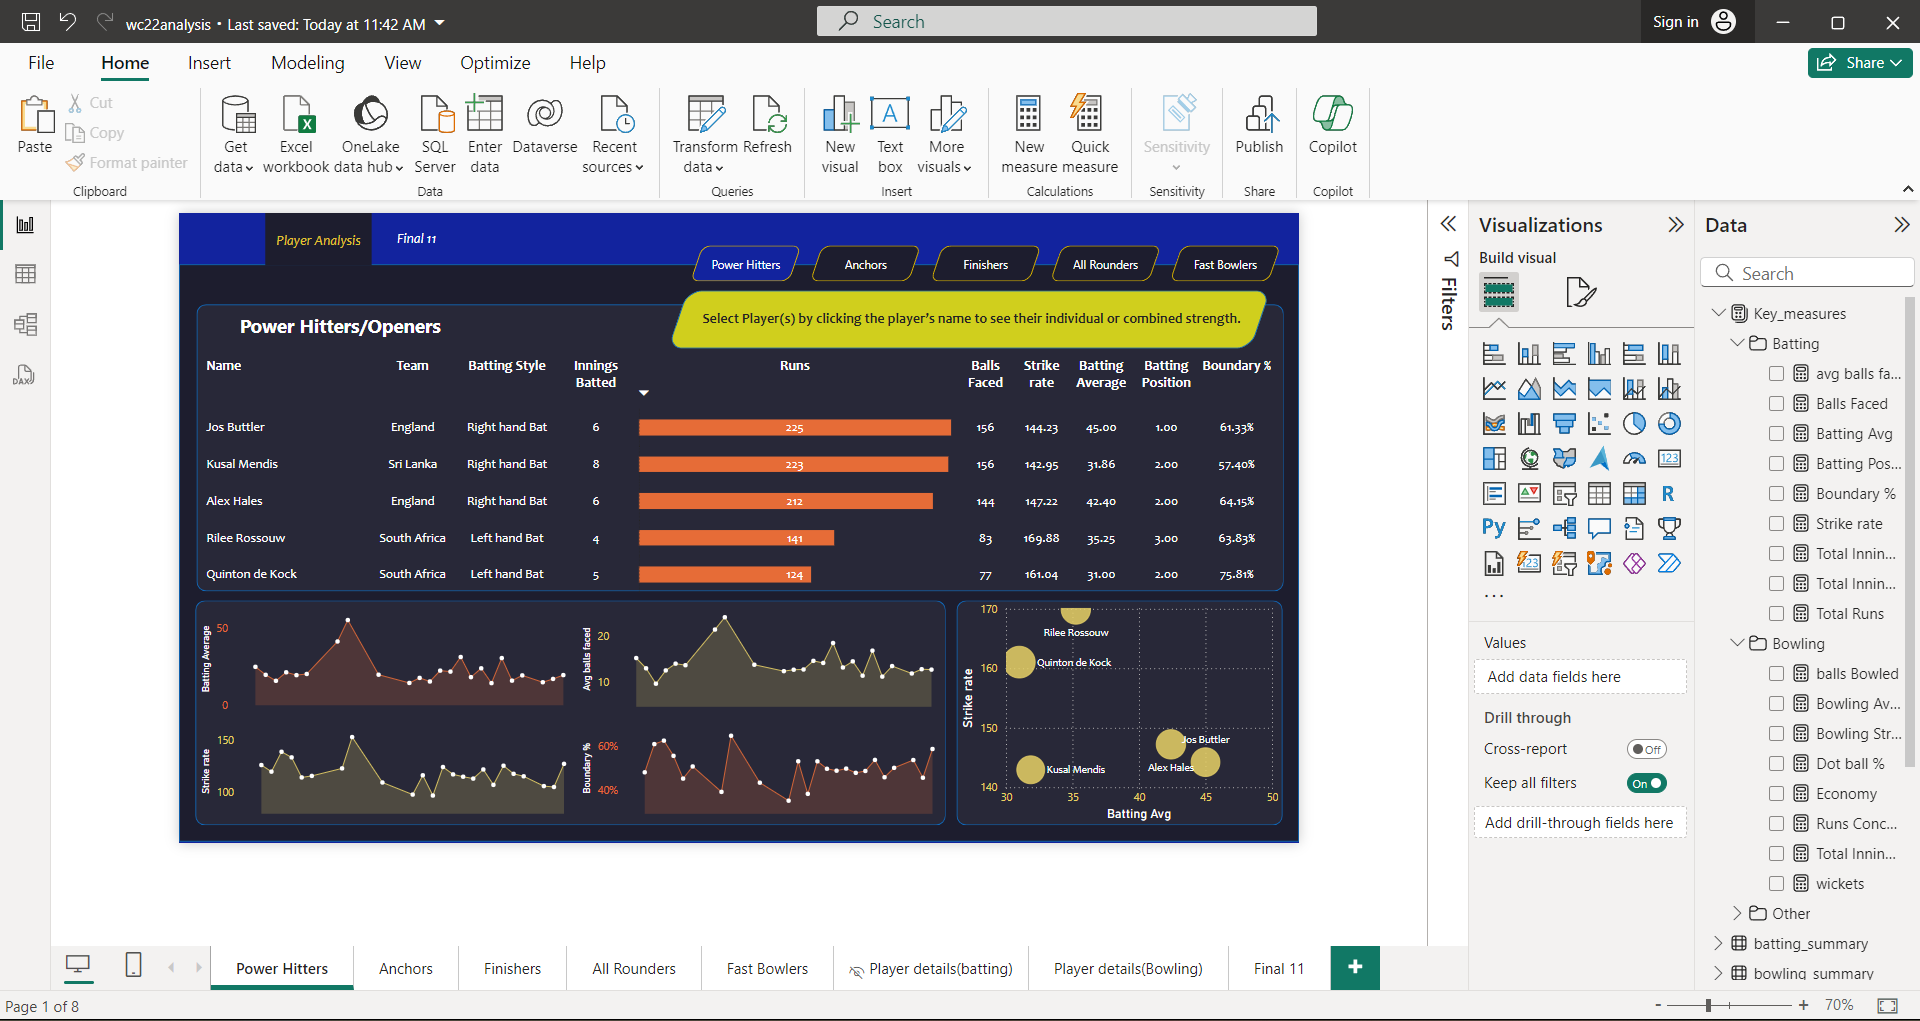 wc22analysis • Last saved: Today at 11:42 AM
Search
Sign in
File Home Insert Modeling View Optimize Help
Share
Paste
Cut
Copy
Format painter
Clipboard
Get data
Excel workbook
OneLake data hub
SQL Server
Enter data
Dataverse
Recent sources
Data
Transform data
Refresh
Queries
New visual
Text box
More visuals
Insert
New measure
Quick measure
Calculations
Sensitivity
Sensitivity
Publish
Share
Copilot
Copilot
Player Analysis
Final 11
Power Hitters
Anchors
Finishers
All Rounders
Fast Bowlers
Select Player(s) by clicking the player's name to see their individual or combined strength.
Power Hitters/Openers
Name Team Batting Style Innings Batted Runs Balls Faced Strike rate Batting Average Batting Position Boundary %
Jos Buttler England Right hand Bat 6 225 156 144.23 45.00 1.00 61.33%
Kusal Mendis Sri Lanka Right hand Bat 8 223 156 142.95 31.86 2.00 57.40%
Alex Hales England Right hand Bat 6 212 144 147.22 42.40 2.00 64.15%
Rilee Rossouw South Africa Left hand Bat 4 141 83 169.88 35.25 3.00 63.83%
Quinton de Kock South Africa Left hand Bat 5 124 77 161.04 31.00 2.00 75.81%
Batting Average
50
0
Avg balls faced
20
10
Strike rate
150
100
Boundary %
60%
40%
Strike rate
170
160
150
140
Rilee Rossouw
Quinton de Kock
Jos Buttler
Alex Hales
Kusal Mendis
30 35 40 45 50
Batting Avg
Filters
Visualizations
Build visual
123
R
Py
123
...
Values
Add data fields here
Drill through
Cross-report
Off
Keep all filters
On
Add drill-through fields here
Data
Search
Key_measures
Batting
avg balls fa...
Balls Faced
Batting Avg
Batting Pos...
Boundary %
Strike rate
Total Innin...
Total Innin...
Total Runs
Bowling
balls Bowled
Bowling Av...
Bowling Str...
Dot ball %
Economy
Runs Conc...
Total Innin...
wickets
Other
batting_summary
bowling_summary
DAX
Power Hitters Anchors Finishers All Rounders Fast Bowlers Player details(batting) Player details(Bowling) Final 11 +
Page 1 of 8
- + 70%